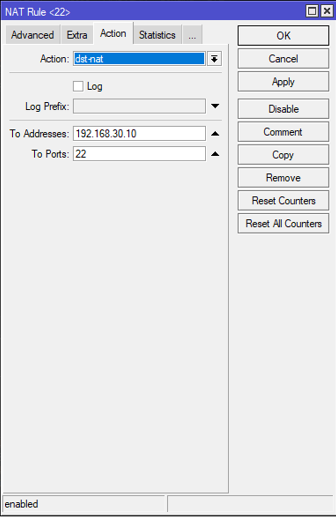 NAT Rule <22>
Advanced Extra Action Statistics ...
OK
Action: dst-nat
Cancel
Log
Apply
Log Prefix:
Disable
To Addresses: 192.168.30.10
Comment
To Ports: 22
Copy
Remove
Reset Counters
Reset All Counters
enabled